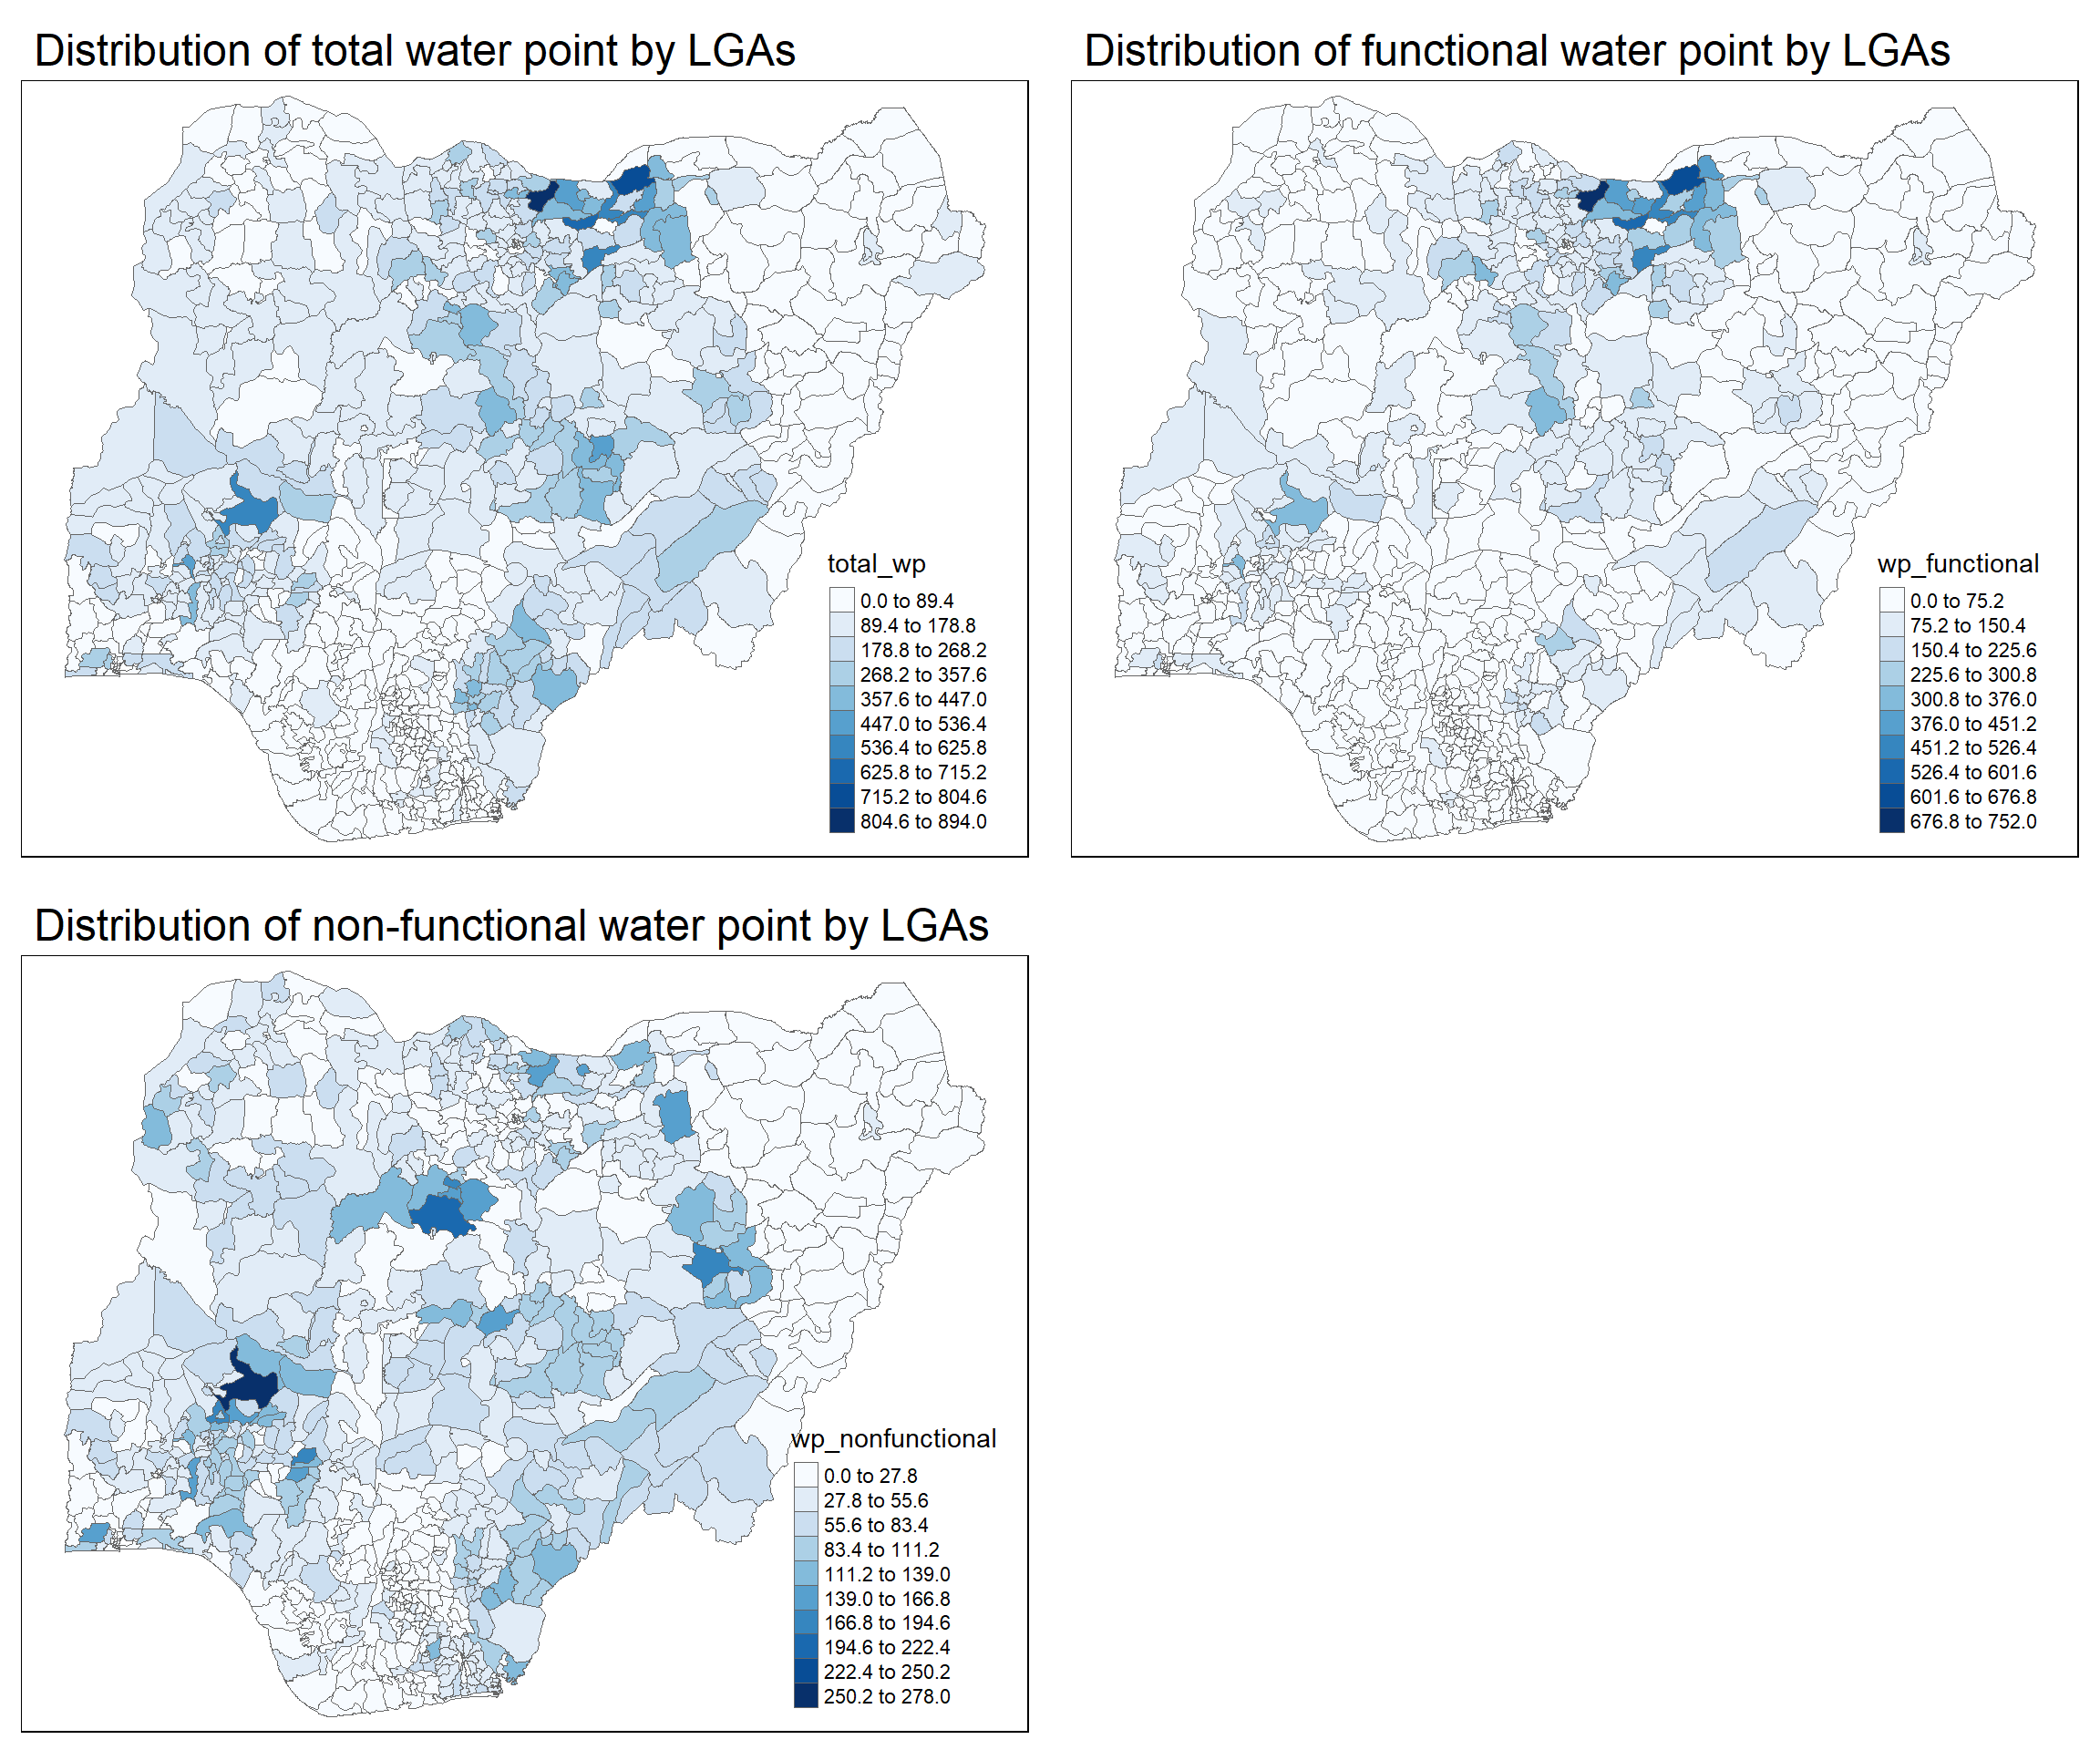 Distribution of total water point by LGAs
total_wp
0.0 to 89.4
89.4 to 178.8
178.8 to 268.2
268.2 to 357.6
357.6 to 447.0
447.0 to 536.4
536.4 to 625.8
625.8 to 715.2
715.2 to 804.6
804.6 to 894.0
Distribution of functional water point by LGAs
wp_functional
0.0 to 75.2
75.2 to 150.4
150.4 to 225.6
225.6 to 300.8
300.8 to 376.0
376.0 to 451.2
451.2 to 526.4
526.4 to 601.6
601.6 to 676.8
676.8 to 752.0
Distribution of non-functional water point by LGAs
wp_nonfunctional
0.0 to 27.8
27.8 to 55.6
55.6 to 83.4
83.4 to 111.2
111.2 to 139.0
139.0 to 166.8
166.8 to 194.6
194.6 to 222.4
222.4 to 250.2
250.2 to 278.0